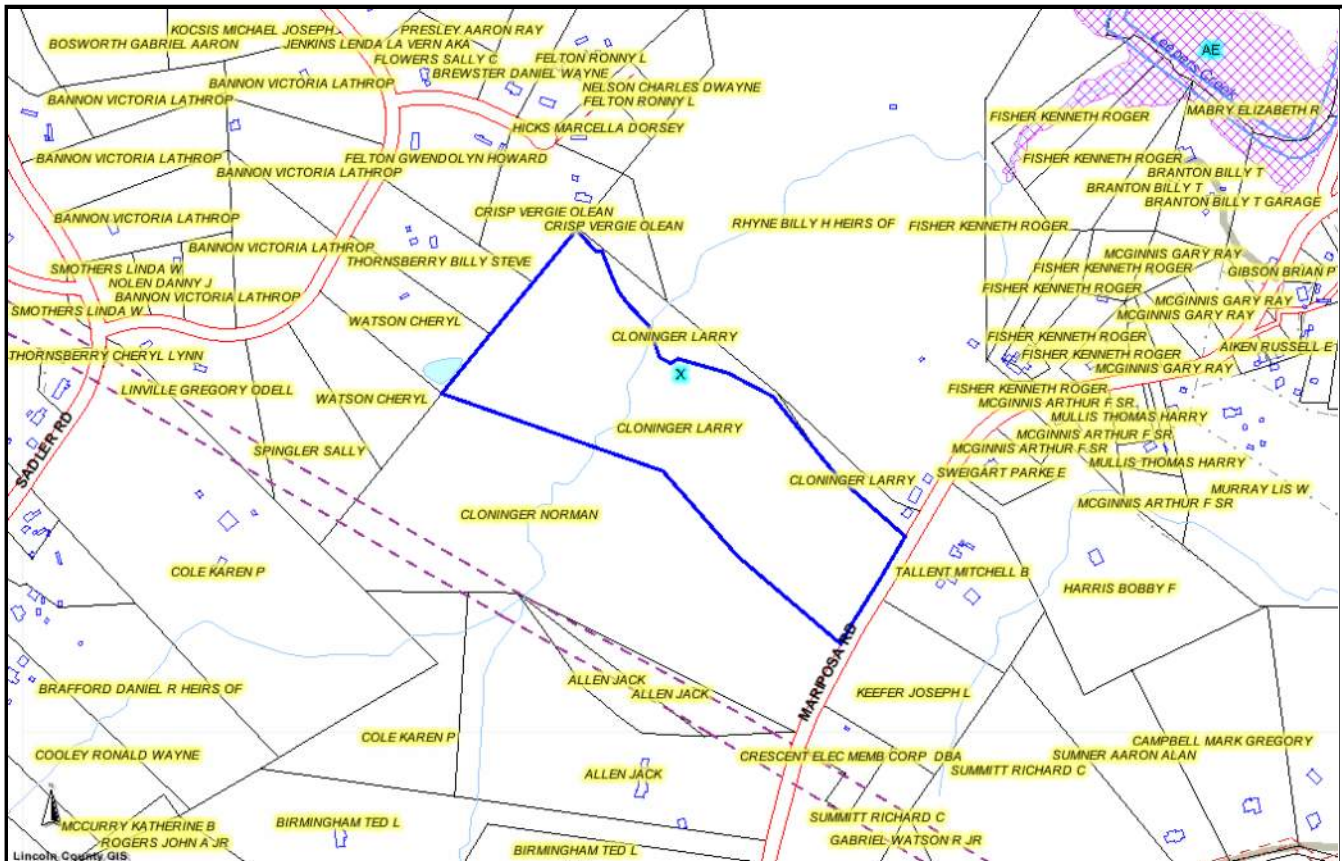 KOCSIS MICHAEL JOSEPH
PRESLEY AARON RAY
BOSWORTH GABRIEL AARON
JENKINS LENDA LA VERN AKA
FLOWERS SALLY C
FELTON RONNY L
BREWSTER DANIEL WAYNE
BANNON VICTORIA LATHROP
NELSON CHARLES DWAYNE
BANNON VICTORIA LATHROP
FELTON RONNY L
HICKS MARCELLA DORSEY
AE
Leepers Creek
MABRY ELIZABETH R
FISHER KENNETH ROGER
BANNON VICTORIA LATHROP
FELTON GWENDOLYN HOWARD
BANNON VICTORIA LATHROP
FISHER KENNETH ROGER
BRANTON BILLY T
BRANTON BILLY T
BRANTON BILLY T GARAGE
BANNON VICTORIA LATHROP
CRISP VERGIE OLEAN
CRISP VERGIE OLEAN
RHYNE BILLY H HEIRS OF
FISHER KENNETH ROGER
BANNON VICTORIA LATHROP
THORNSBERRY BILLY STEVE
MCGINNIS GARY RAY
SMOTHERS LINDA W
FISHER KENNETH ROGER
GIBSON BRIAN P
NOLEN DANNY J
FISHER KENNETH ROGER
BANNON VICTORIA LATHROP
MCGINNIS GARY RAY
SMOTHERS LINDA W
MCGINNIS GARY RAY
WATSON CHERYL
CLONINGER LARRY
FISHER KENNETH ROGER
AIKEN RUSSELL E
THORNSBERRY CHERYL LYNN
FISHER KENNETH ROGER
MCGINNIS GARY RAY
X
LINVILLE GREGORY ODELL
WATSON CHERYL
FISHER KENNETH ROGER
MCGINNIS ARTHUR F SR
MULLIS THOMAS HARRY
SADLER RD
CLONINGER LARRY
MCGINNIS ARTHUR F SR
SPINGLER SALLY
MCGINNIS ARTHUR F SR
MULLIS THOMAS HARRY
SWEIGART PARKE E
CLONINGER LARRY
MURRAY LIS W
MCGINNIS ARTHUR F SR
CLONINGER NORMAN
COLE KAREN P
TALLENT MITCHELL B
HARRIS BOBBY F
MARIPOSA RD
BRAFFORD DANIEL R HEIRS OF
ALLEN JACK
ALLEN JACK
KEEFER JOSEPH L
COLE KAREN P
CAMPBELL MARK GREGORY
COOLEY RONALD WAYNE
CRESCENT ELEC MEMB CORP DBA
SUMNER AARON ALAN
ALLEN JACK
SUMMITT RICHARD C
MCCURRY KATHERINE B
BIRMINGHAM TED L
SUMMITT RICHARD C
ROGERS JOHN A JR
BIRMINGHAM TED L
GABRIEL WATSON R JR
Lincoln County GIS